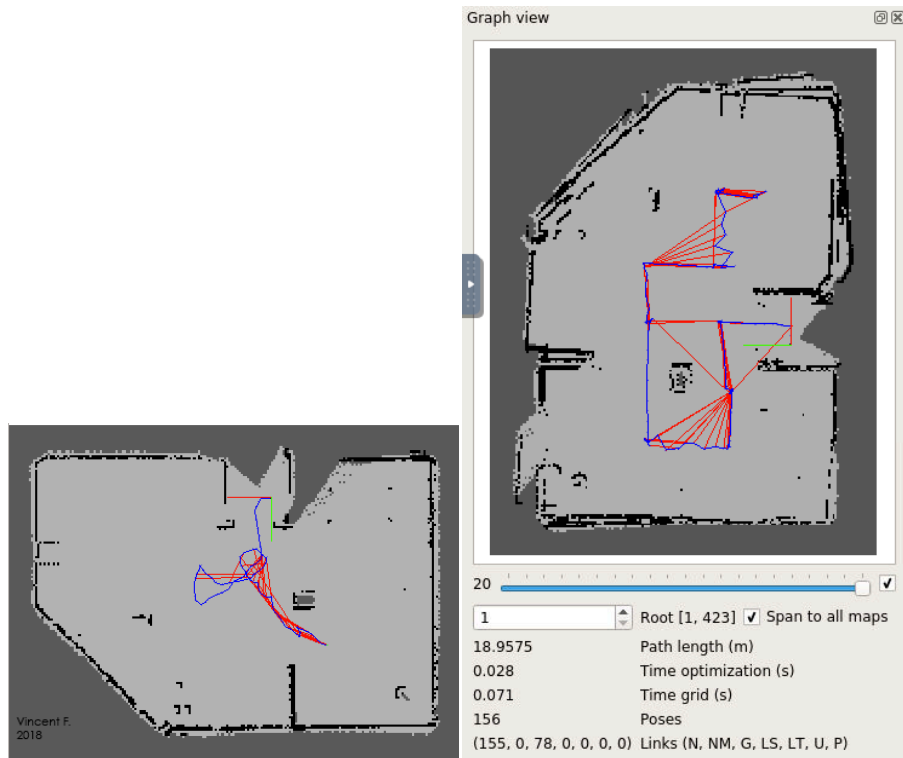 Graph view
20
1 Root [1, 423] Span to all maps
18.9575 Path length (m)
0.028 Time optimization (s)
0.071 Time grid (s)
156 Poses
(155, 0, 78, 0, 0, 0, 0) Links (N, NM, G, LS, LT, U, P)
Vincent F.
2018